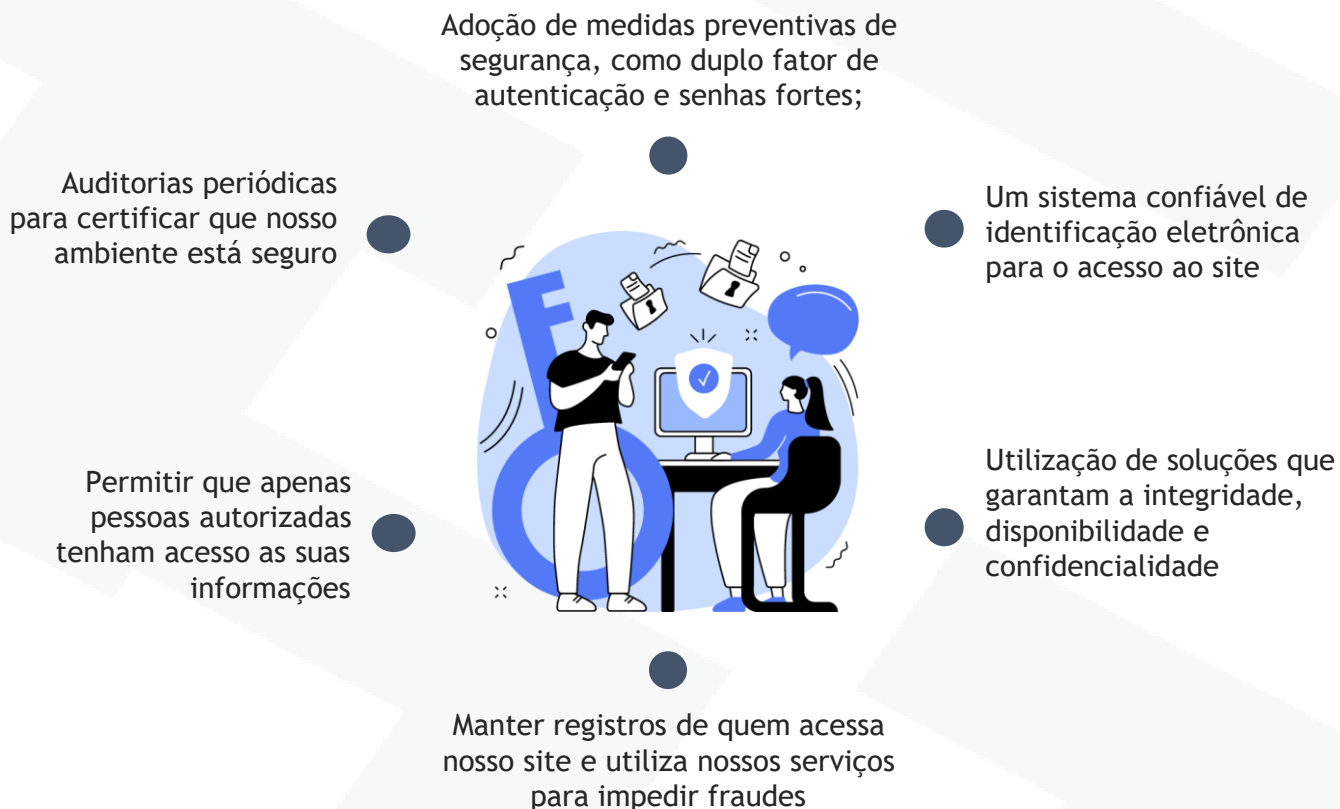 Adoção de medidas preventivas de
segurança, como duplo fator de
autenticação e senhas fortes;
Auditorias periódicas
para certificar que nosso
ambiente está seguro
Um sistema confiável de
identificação eletrônica
para o acesso ao site
Permitir que apenas
pessoas autorizadas
tenham acesso as suas
informações
Utilização de soluções que
garantam a integridade,
disponibilidade e
confidencialidade
Manter registros de quem acessa
nosso site e utiliza nossos serviços
para impedir fraudes